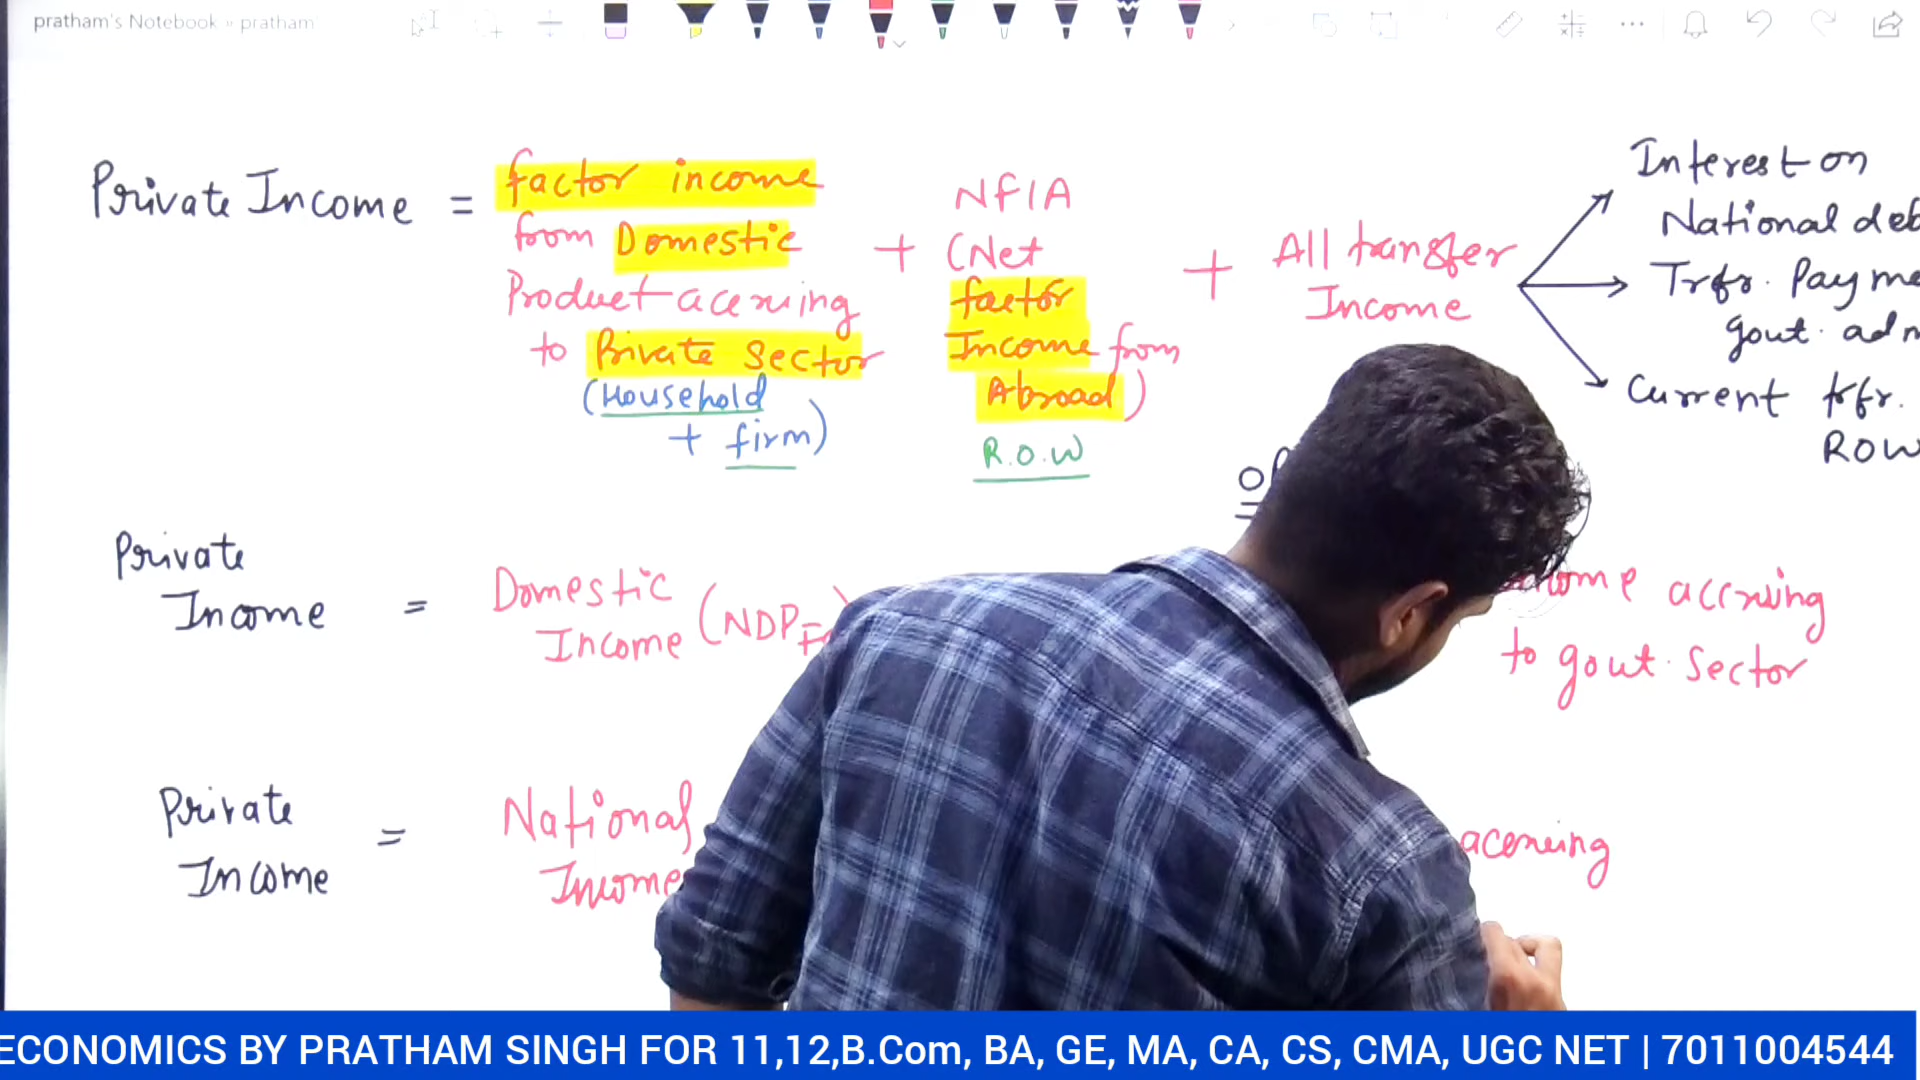 pratham's Notebook » pratham
Private Income = factor income from Domestic Product accruing to Private Sector (Household + firm) + NFIA (Net factor Income from Abroad) R.O.W + All transfer Income
Interest on
National deb
Trfr. Payme
govt. adm
Current trfr.
ROW
Private Income = Domestic Income (NDP
accruing
to govt. Sector
Private Income = National Income
accruing
ECONOMICS BY PRATHAM SINGH FOR 11,12,B.Com, BA, GE, MA, CA, CS, CMA, UGC NET | 7011004544